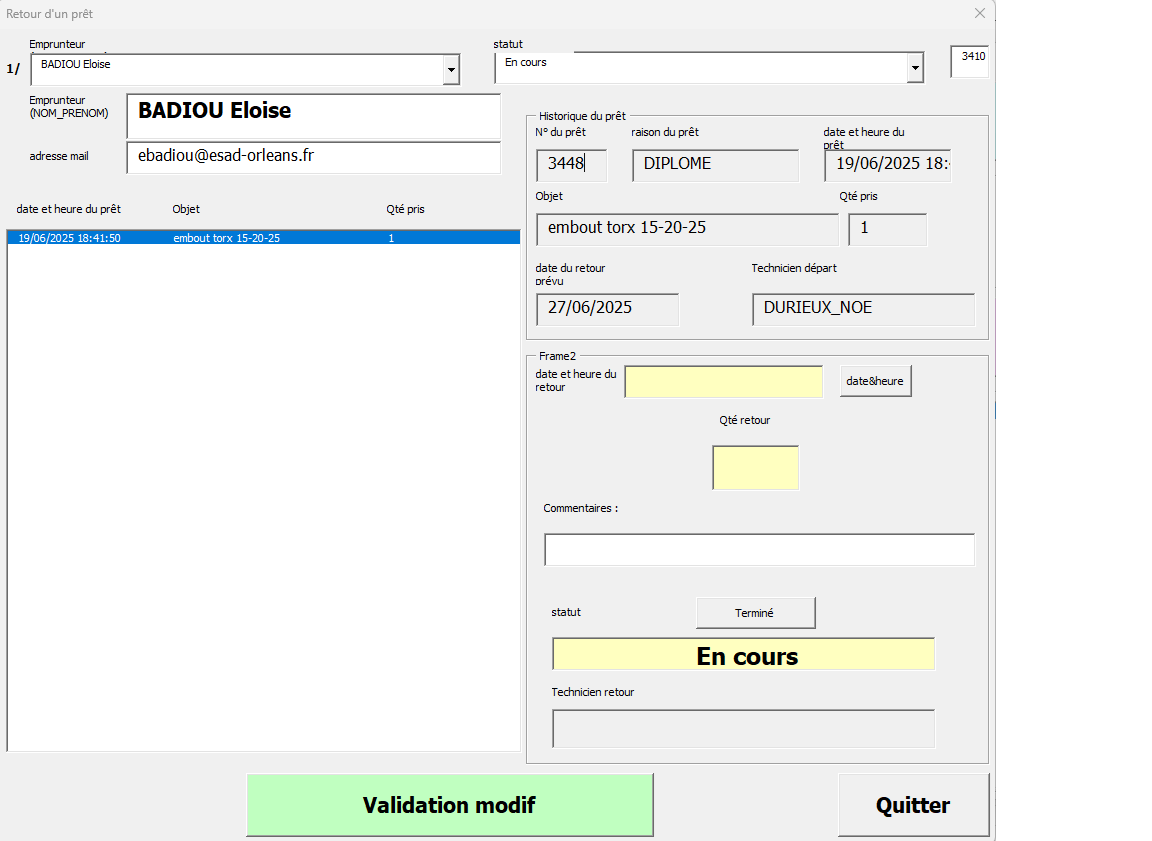 Retour d'un prêt
Emprunteur
statut
1/
BADIOU Eloise
En cours
3410
Emprunteur
(NOM_PRENOM)
BADIOU Eloise
adresse mail
ebadiou@esad-orleans.fr
date et heure du prêt
Objet
Qté pris
19/06/2025 18:41:50
embout torx 15-20-25
1
Historique du prêt
N° du prêt
raison du prêt
date et heure du
prêt
3448
DIPLOME
19/06/2025 18:
Objet
Qté pris
embout torx 15-20-25
1
date du retour
prévu
Technicien départ
27/06/2025
DURIEUX_NOE
Frame2
date et heure du
retour
date&heure
Qté retour
Commentaires :
statut
Terminé
En cours
Technicien retour
Validation modif
Quitter